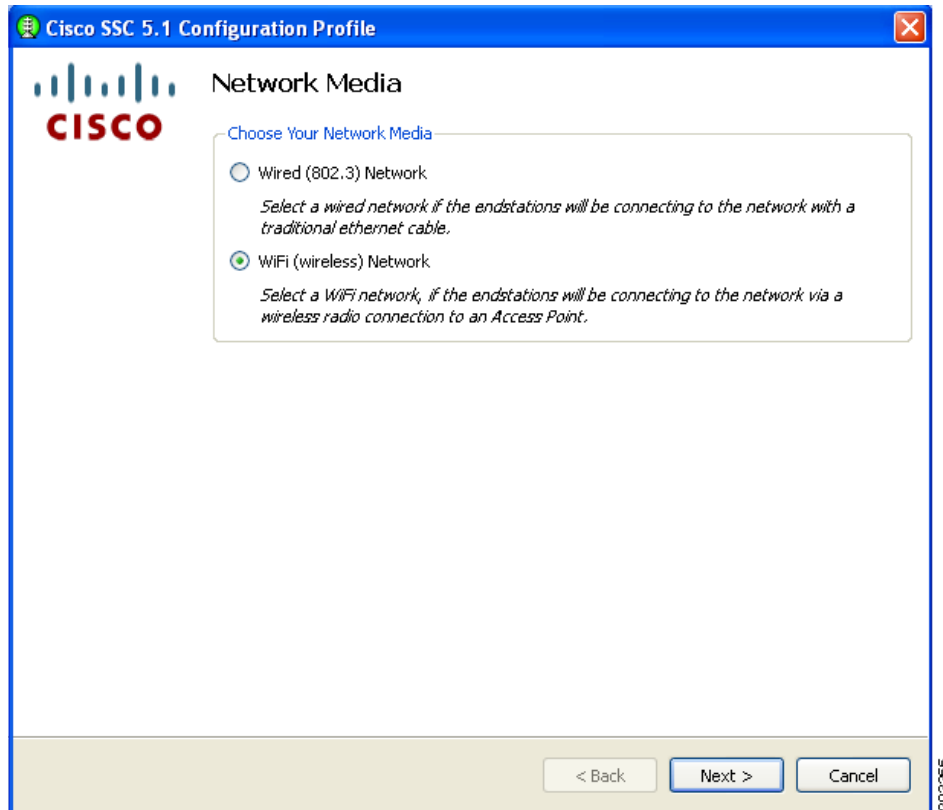 Cisco SSC 5.1 Configuration Profile
CISCO
Network Media
Choose Your Network Media
Wired (802.3) Network
Select a wired network if the endstations will be connecting to the network with a
traditional ethernet cable.
WiFi (wireless) Network
Select a WiFi network, if the endstations will be connecting to the network via a
wireless radio connection to an Access Point.
< Back
Next >
Cancel